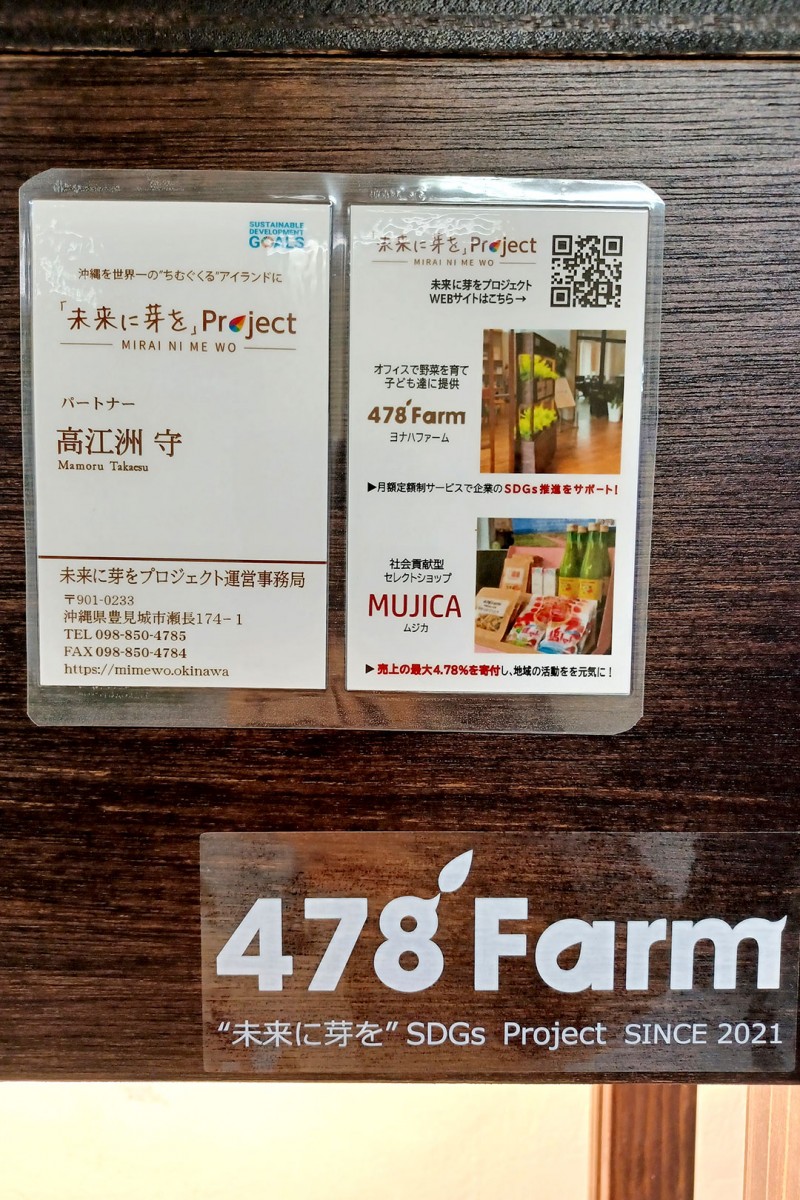 SUSTAINABLE
DEVELOPMENT
GOALS
沖縄を世界一の"ちむぐくる"アイランドに
「未来に芽を」Project
MIRAI NI ME WO
パートナー
高江洲 守
Mamoru Takaesu
未来に芽をプロジェクト運営事務局
〒901-0233
沖縄県豊見城市瀬長174-1
TEL 098-850-4785
FAX 098-850-4784
https://mimewo.okinawa
「未来に芽を」Project
MIRAI NI ME WO
未来に芽をプロジェクト
WEBサイトはこちら→
オフィスで野菜を育て
子ども達に提供
478 Farm
ヨナハファーム
▶月額定額制サービスで企業のSDGs推進をサポート!
社会貢献型
セレクトショップ
MUJICA
ムジカ
▶売上の最大4.78%を寄付し、地域の活動をを元気に!
478 Farm
"未来に芽を" SDGs Project SINCE 2021